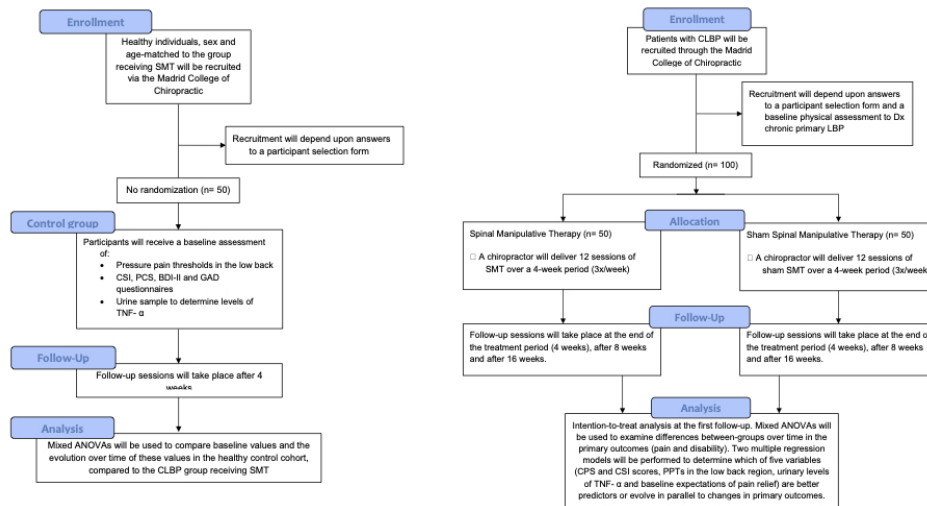 Enrollment
Healthy individuals, sex and
age-matched to the group
receiving SMT will be recruited
via the Madrid College of
Chiropractic
Recruitment will depend upon answers
to a participant selection form
No randomization (n= 50)
Control group
Participants will receive a baseline assessment
of:
• Pressure pain thresholds in the low back
• CSI, PCS, BDI-II and GAD
questionnaires
• Urine sample to determine levels of
TNF- α
Follow-Up
Follow-up sessions will take place after 4
weeks
Analysis
Mixed ANOVAs will be used to compare baseline values and the
evolution over time of these values in the healthy control cohort,
compared to the CLBP group receiving SMT
Enrollment
Patients with CLBP will be
recruited through the Madrid
College of Chiropractic
Recruitment will depend upon answers
to a participant selection form and a
baseline physical assessment to Dx
chronic primary LBP
Randomized (n= 100)
Allocation
Spinal Manipulative Therapy (n= 50)
□ A chiropractor will deliver 12 sessions of
SMT over a 4-week period (3x/week)
Sham Spinal Manipulative Therapy (n= 50)
□ A chiropractor will deliver 12 sessions of
sham SMT over a 4-week period (3x/week
Follow-Up
Follow-up sessions will take place at the end of
the treatment period (4 weeks), after 8 weeks
and after 16 weeks.
Follow-up sessions will take place at the end of
the treatment period (4 weeks), after 8 weeks
and after 16 weeks.
Analysis
Intention-to-treat analysis at the first follow-up. Mixed ANOVAs will
be used to examine differences between-groups over time in the
primary outcomes (pain and disability). Two multiple regression
models will be performed to determine which of five variables
(CPS and CSI scores, PPTs in the low back region, urinary levels
of TNF- α and baseline expectations of pain relief) are better
predictors or evolve in parallel to changes in primary outcomes.